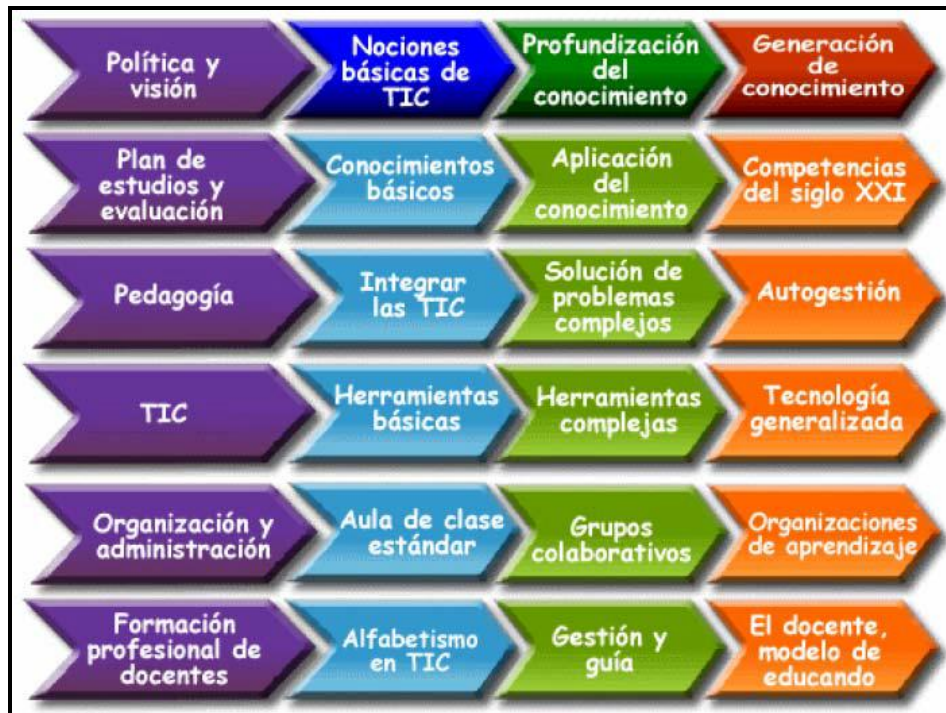 Política y
visión
Nociones
básicas de
TIC
Profundización
del
conocimiento
Generación
de
conocimiento
Plan de
estudios y
evaluación
Conocimientos
básicos
Aplicación
del
conocimiento
Competencias
del siglo XXI
Pedagogía
Integrar
las TIC
Solución de
problemas
complejos
Autogestión
TIC
Herramientas
básicas
Herramientas
complejas
Tecnología
generalizada
Organización y
administración
Aula de clase
estándar
Grupos
colaborativos
Organizaciones
de aprendizaje
Formación
profesional de
docentes
Alfabetismo
en TIC
Gestión y
guía
El docente,
modelo de
educando